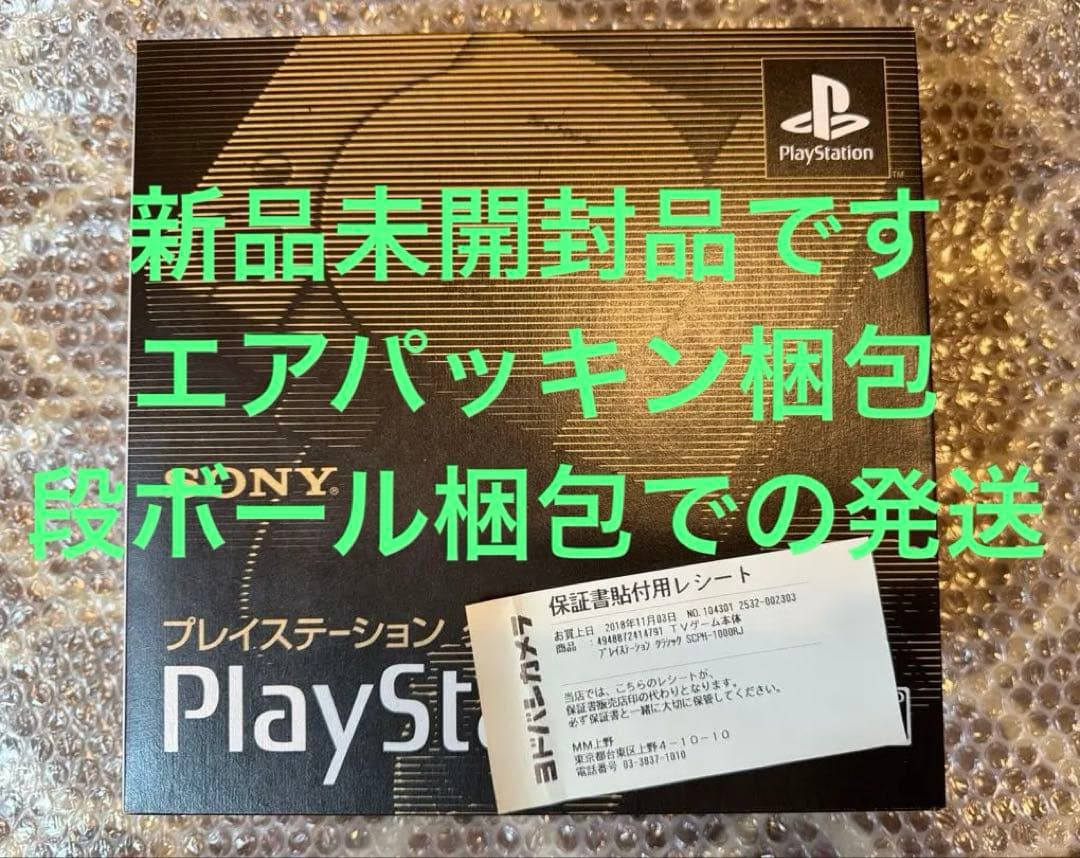 PlayStation
TM
新品未開封品です
エアパッキン梱包
SONY®
段ボール梱包での発送
プレイステーション
PlaySt
ヨドバシカメラ
保証書貼付用レシート
お買上日 : 2018年11月03日 NO.104301 2532-002303
商品 : 4948872414791 TVゲーム本体
プレイステーション クラシック SCPH-1000RJ
当店では、こちらのレシートが、
保証書販売店印の代わりとなります。
必ず保証書と一緒に大切に保管してください。
MM上野
東京都台東区上野4-10-10
電話番号 03-3837-1010